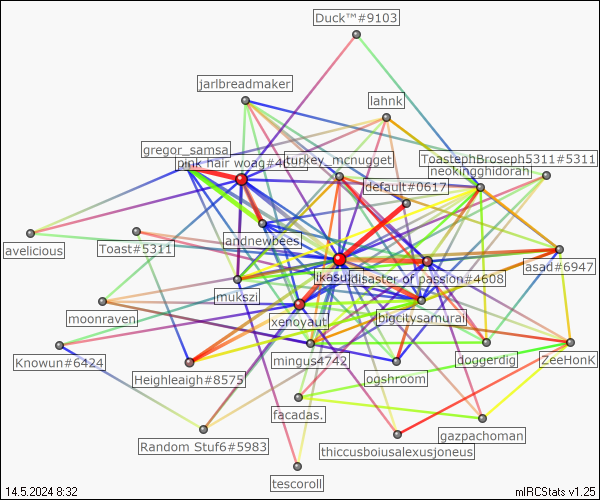 Duck™#9103
jarlbreadmaker
lahnk
gregor_samsa
pink hair woag#4
turkey_mcnugget
ToastephBroseph5311#5311
neokingghidorah
default#0617
andnewbees
avelicious
Toast#5311
ikasu
disaster of passion#4608
asad#6947
mukszi
moonraven
xenoyaut
bigcitysamurai
Knowun#6424
Heighleigh#8575
mingus4742
ogshroom
doggerdig
ZeeHonK
facadas.
gazpachoman
Random Stuf6#5983
thiccusboiusalexusjoneus
tescoroll
14.5.2024 8:32
mIRCStats v1.25